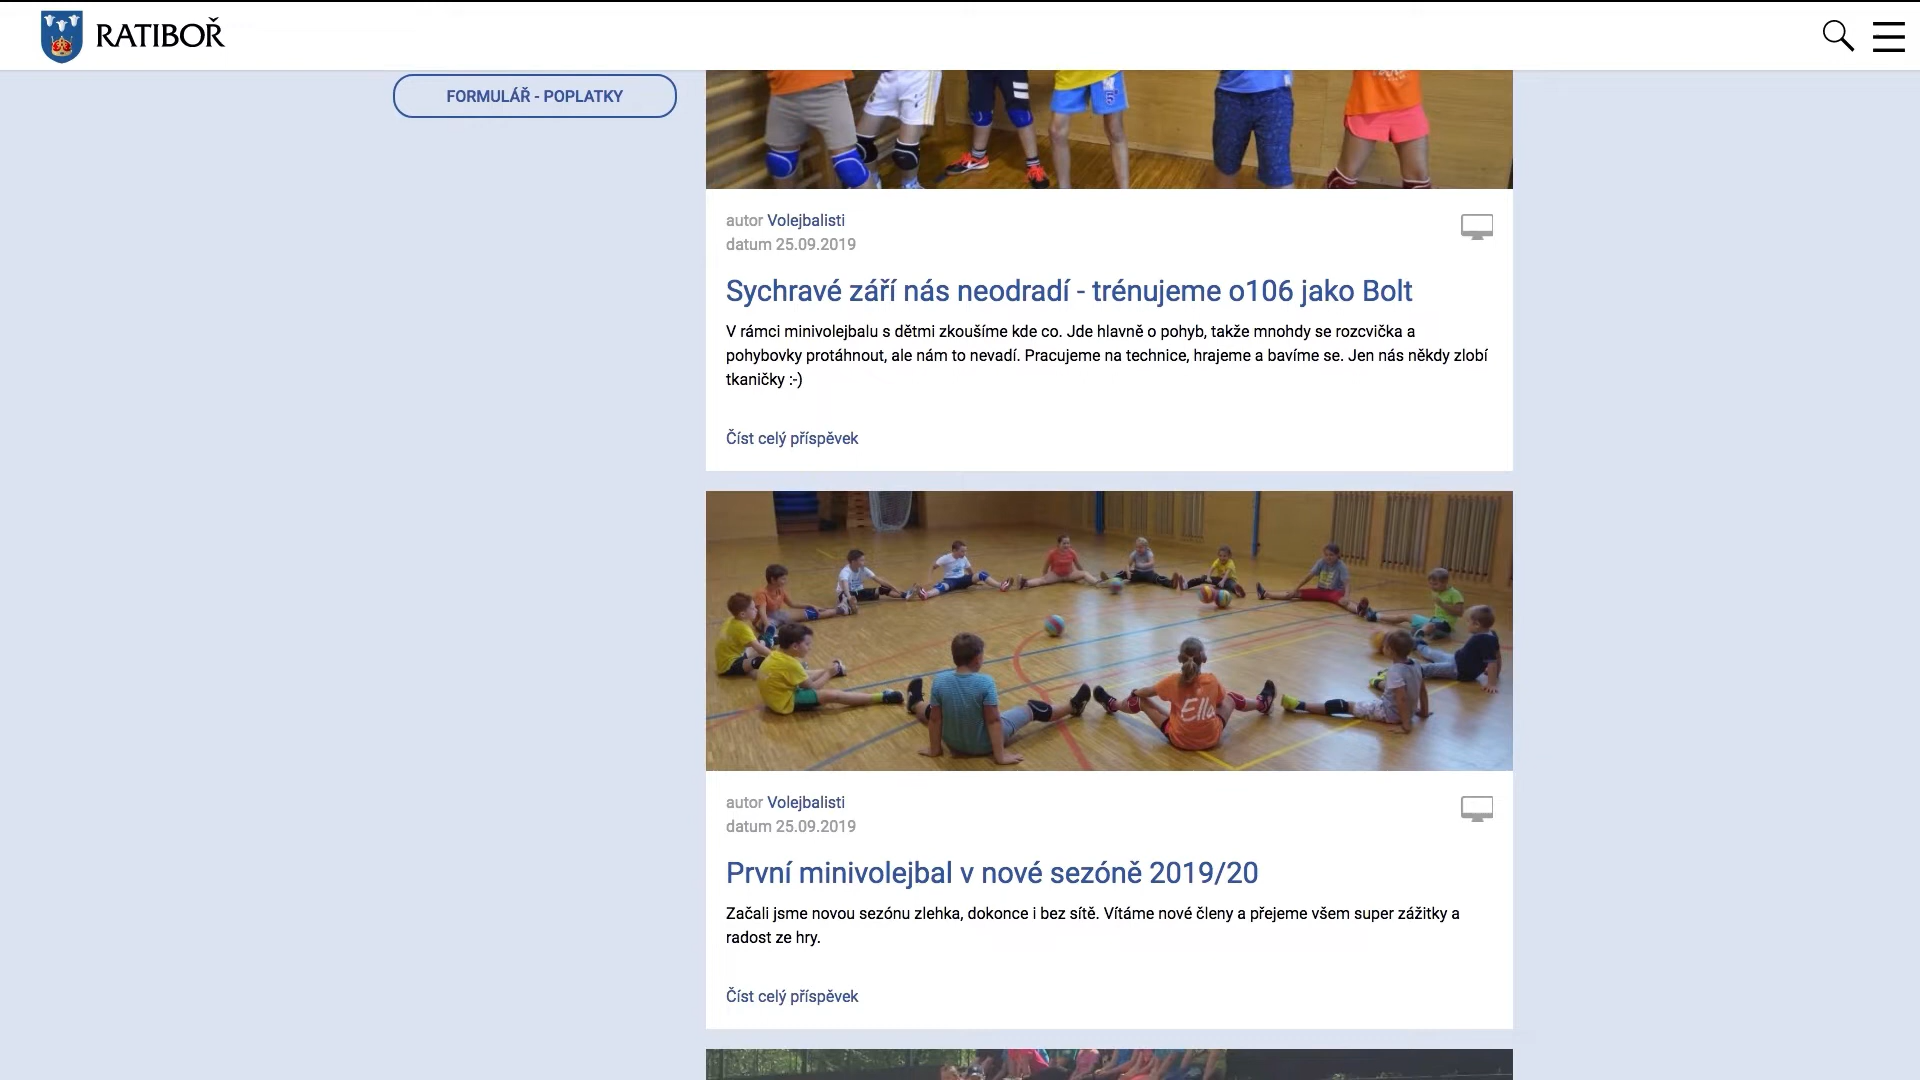 RATIBOŘ
FORMULÁŘ - POPLATKY
autor Volejbalisti
datum 25.09.2019
Sychravé září nás neodradí - trénujeme o106 jako Bolt
V rámci minivolejbalu s dětmi zkoušíme kde co. Jde hlavně o pohyb, takže mnohdy se rozcvička a
pohybovky protáhnout, ale nám to nevadí. Pracujeme na technice, hrajeme a bavíme se. Jen nás někdy zlobí
tkaničky :-)
Číst celý příspěvek
Ella
autor Volejbalisti
datum 25.09.2019
První minivolejbal v nové sezóně 2019/20
Začali jsme novou sezónu zlehka, dokonce i bez sítě. Vítáme nové členy a přejeme všem super zážitky a
radost ze hry.
Číst celý příspěvek